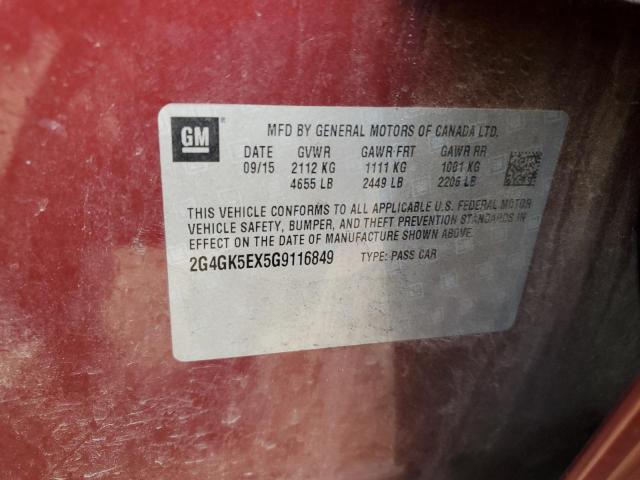 GM
MFD BY GENERAL MOTORS OF CANADA LTD.
DATE GVWR GAWR FRT GAWR RR
09/15 2112 KG 1111 KG 1001 KG
4655 LB 2449 LB 2206 LB
THIS VEHICLE CONFORMS TO ALL APPLICABLE U.S. FEDERAL MOTOR
VEHICLE SAFETY, BUMPER, AND THEFT PREVENTION STANDARDS IN
EFFECT ON THE DATE OF MANUFACTURE SHOWN ABOVE.
2G4GK5EX5G9116849 TYPE: PASS CAR